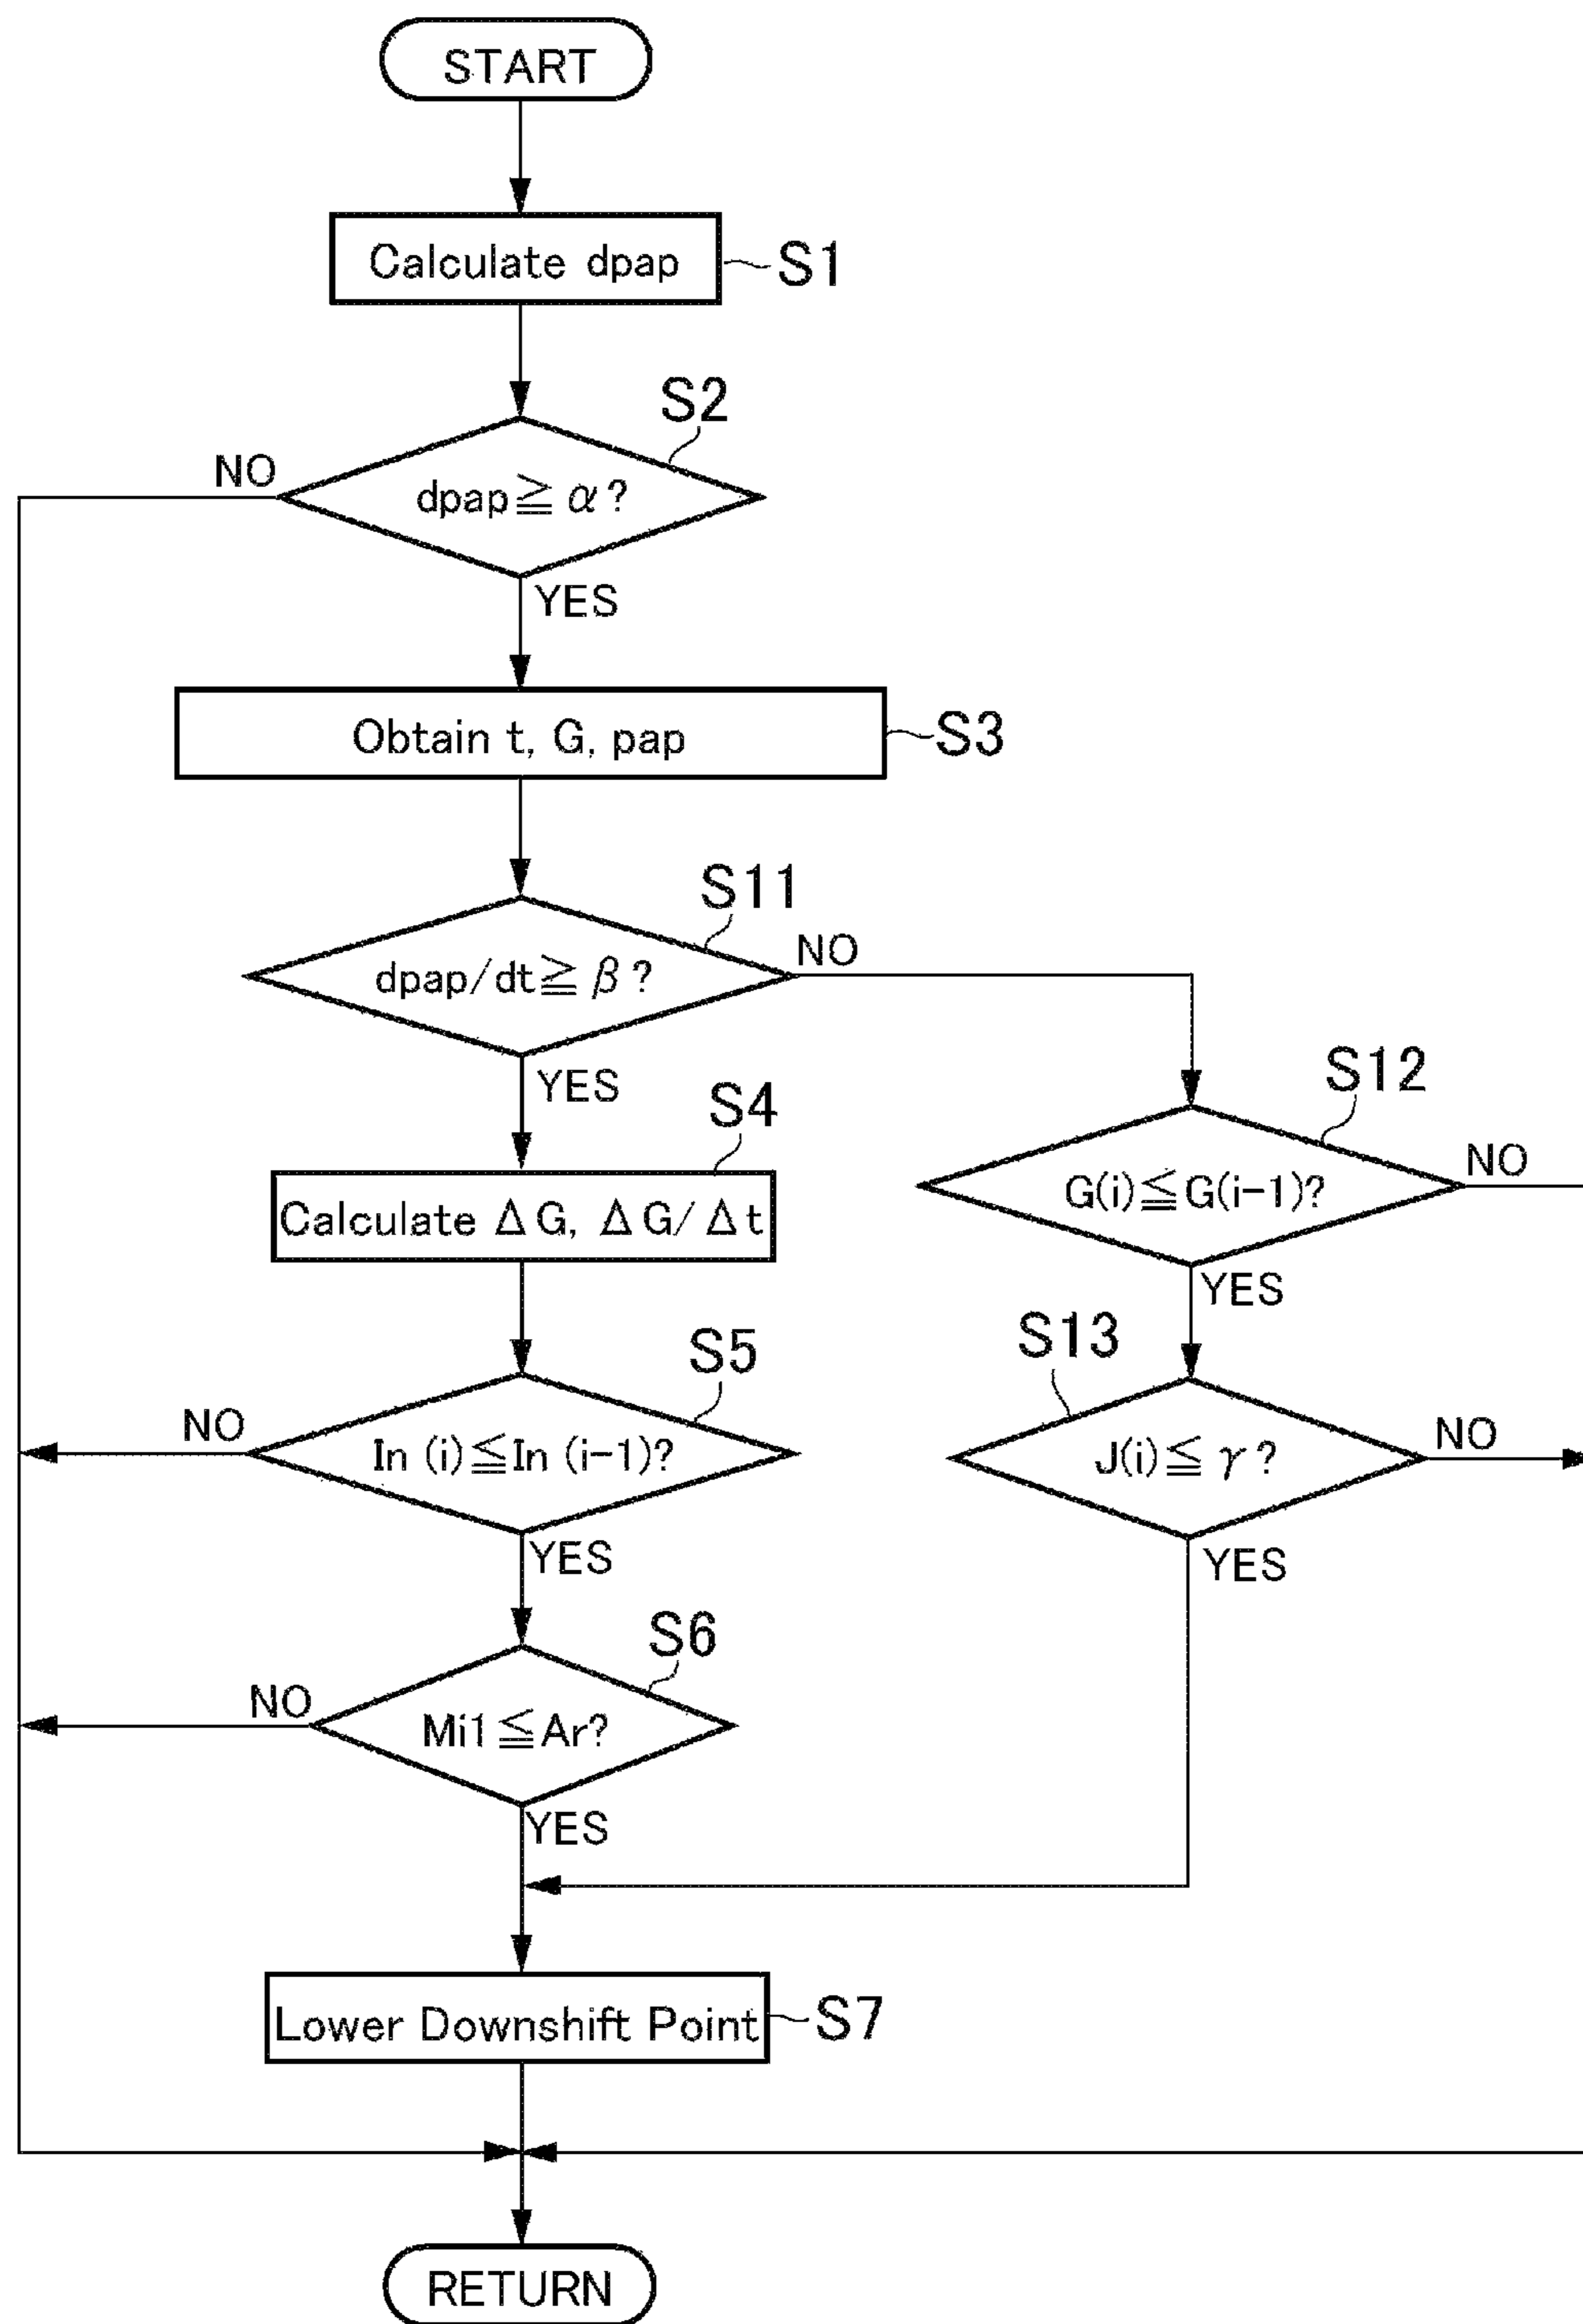 START
Calculate dpap
S1
S2
NO
dpap≧α?
YES
Obtain t, G, pap
S3
S11
NO
dpap/dt≧β?
YES
S12
S4
NO
G(i)≦G(i-1)?
Calculate ΔG, ΔG/Δt
YES
S13
S5
NO
In (i)≦In (i-1)?
NO
J(i)≦γ?
YES
YES
S6
NO
Mi1≦Ar?
YES
Lower Downshift Point
S7
RETURN